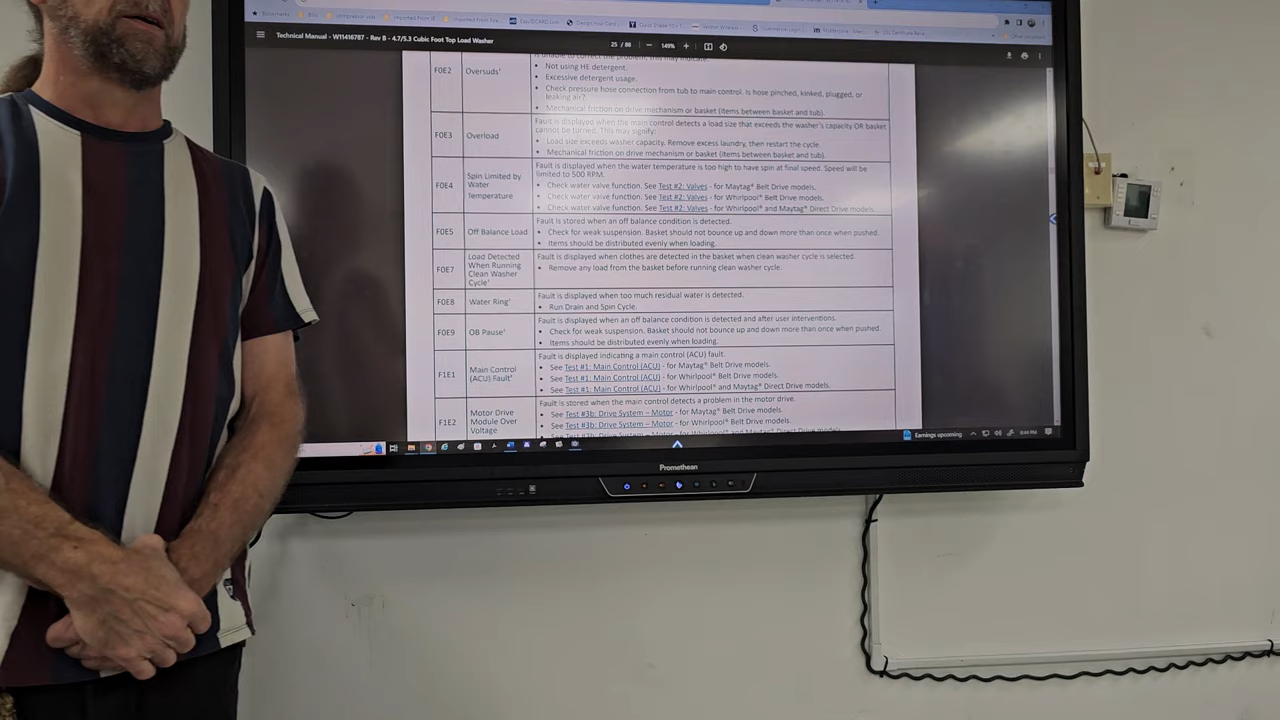 Bookmarks
Technical Manual - W11416787 - Rev B - 4.7/5.3 Cubic Foot Top Load Washer
25 / 88
149%
F0E2
Oversuds¹
• Not using HE detergent.
• Excessive detergent usage.
• Check pressure hose connection from tub to main control. Is hose pinched, kinked, plugged, or
leaking air?
• Mechanical friction on drive mechanism or basket (items between basket and tub).
F0E3
Overload
Fault is displayed when the main control detects a load size that exceeds the washer's capacity OR basket
cannot be turned. This may signify:
• Load size exceeds washer capacity. Remove excess laundry, then restart the cycle.
• Mechanical friction on drive mechanism or basket (items between basket and tub).
F0E4
Spin Limited by
Water
Temperature
Fault is displayed when the water temperature is too high to have spin at final speed. Speed will be
limited to 500 RPM.
• Check water valve function. See Test #2: Valves - for Maytag® Belt Drive models.
• Check water valve function. See Test #2: Valves - for Whirlpool® Belt Drive models.
• Check water valve function. See Test #2: Valves - for Whirlpool® and Maytag® Direct Drive models.
F0E5
Off Balance Load
Fault is stored when an off balance condition is detected.
• Check for weak suspension. Basket should not bounce up and down more than once when pushed.
• Items should be distributed evenly when loading.
F0E7
Load Detected
When Running
Clean Washer
Cycle¹
Fault is displayed when clothes are detected in the basket when clean washer cycle is selected.
• Remove any load from the basket before running clean washer cycle.
F0E8
Water Ring¹
Fault is displayed when too much residual water is detected.
• Run Drain and Spin Cycle.
F0E9
OB Pause¹
Fault is displayed when an off balance condition is detected and after user interventions.
• Check for weak suspension. Basket should not bounce up and down more than once when pushed.
• Items should be distributed evenly when loading.
F1E1
Main Control
(ACU) Fault¹
Fault is displayed indicating a main control (ACU) fault.
• See Test #1: Main Control (ACU) - for Maytag® Belt Drive models.
• See Test #1: Main Control (ACU) - for Whirlpool® Belt Drive models.
• See Test #1: Main Control (ACU) - for Whirlpool® and Maytag® Direct Drive models.
F1E2
Motor Drive
Module Over
Voltage
Fault is stored when the main control detects a problem in the motor drive.
• See Test #3b: Drive System – Motor - for Maytag® Belt Drive models.
• See Test #3b: Drive System – Motor - for Whirlpool® Belt Drive models.
Earnings upcoming
Promethean